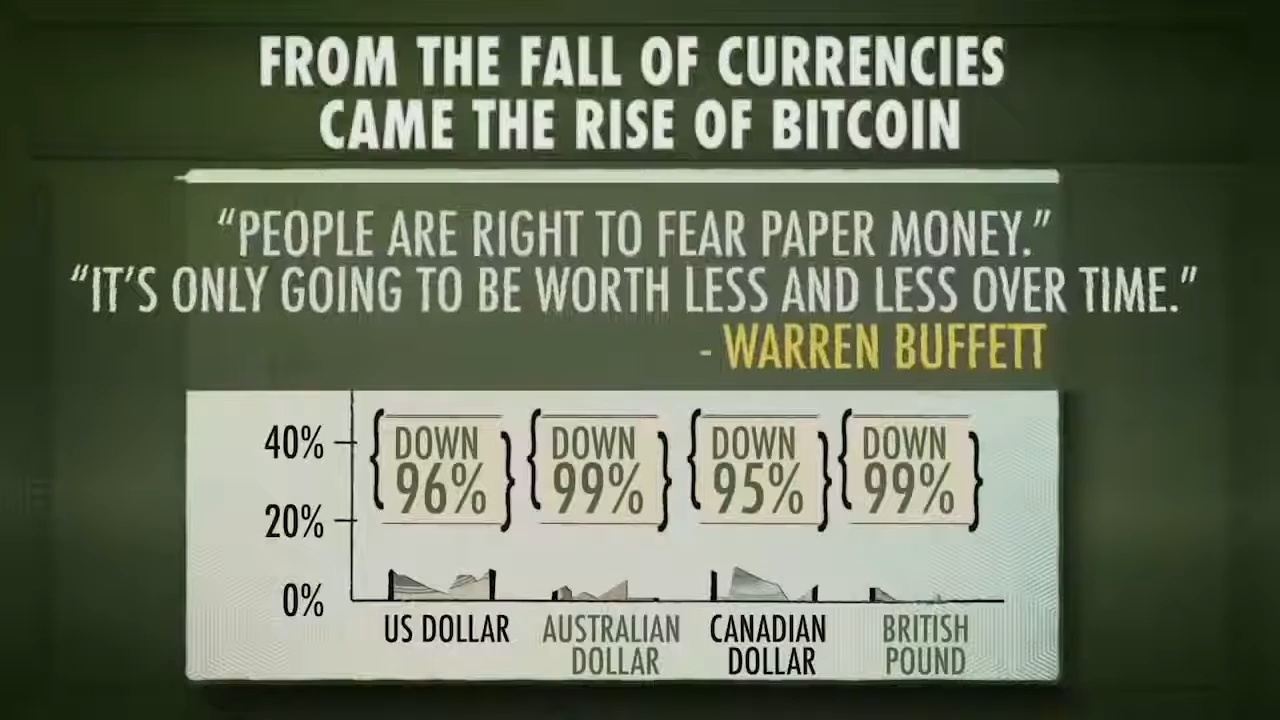 FROM THE FALL OF CURRENCIES
CAME THE RISE OF BITCOIN
“PEOPLE ARE RIGHT TO FEAR PAPER MONEY.”
“IT’S ONLY GOING TO BE WORTH LESS AND LESS OVER TIME.”
- WARREN BUFFETT
40%
20%
0%
DOWN
96%
DOWN
99%
DOWN
95%
DOWN
99%
US DOLLAR
AUSTRALIAN
DOLLAR
CANADIAN
DOLLAR
BRITISH
POUND